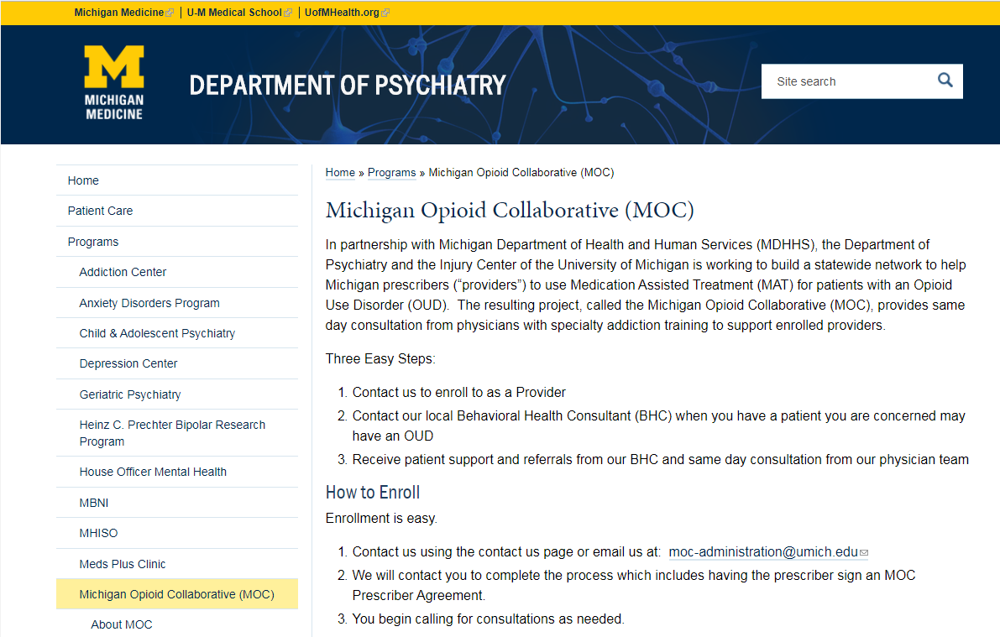 Michigan Medicine | U-M Medical School | UofMHealth.org
M
MICHIGAN
MEDICINE
DEPARTMENT OF PSYCHIATRY
Site search
Home
Patient Care
Programs
Addiction Center
Anxiety Disorders Program
Child & Adolescent Psychiatry
Depression Center
Geriatric Psychiatry
Heinz C. Prechter Bipolar Research
Program
House Officer Mental Health
MBNI
MHISO
Meds Plus Clinic
Michigan Opioid Collaborative (MOC)
About MOC
Home » Programs » Michigan Opioid Collaborative (MOC)
Michigan Opioid Collaborative (MOC)
In partnership with Michigan Department of Health and Human Services (MDHHS), the Department of
Psychiatry and the Injury Center of the University of Michigan is working to build a statewide network to help
Michigan prescribers (“providers”) to use Medication Assisted Treatment (MAT) for patients with an Opioid
Use Disorder (OUD).  The resulting project, called the Michigan Opioid Collaborative (MOC), provides same
day consultation from physicians with specialty addiction training to support enrolled providers.
Three Easy Steps:
1. Contact us to enroll to as a Provider
2. Contact our local Behavioral Health Consultant (BHC) when you have a patient you are concerned may
have an OUD
3. Receive patient support and referrals from our BHC and same day consultation from our physician team
How to Enroll
Enrollment is easy.
1. Contact us using the contact us page or email us at:  moc-administration@umich.edu
2. We will contact you to complete the process which includes having the prescriber sign an MOC
Prescriber Agreement.
3. You begin calling for consultations as needed.